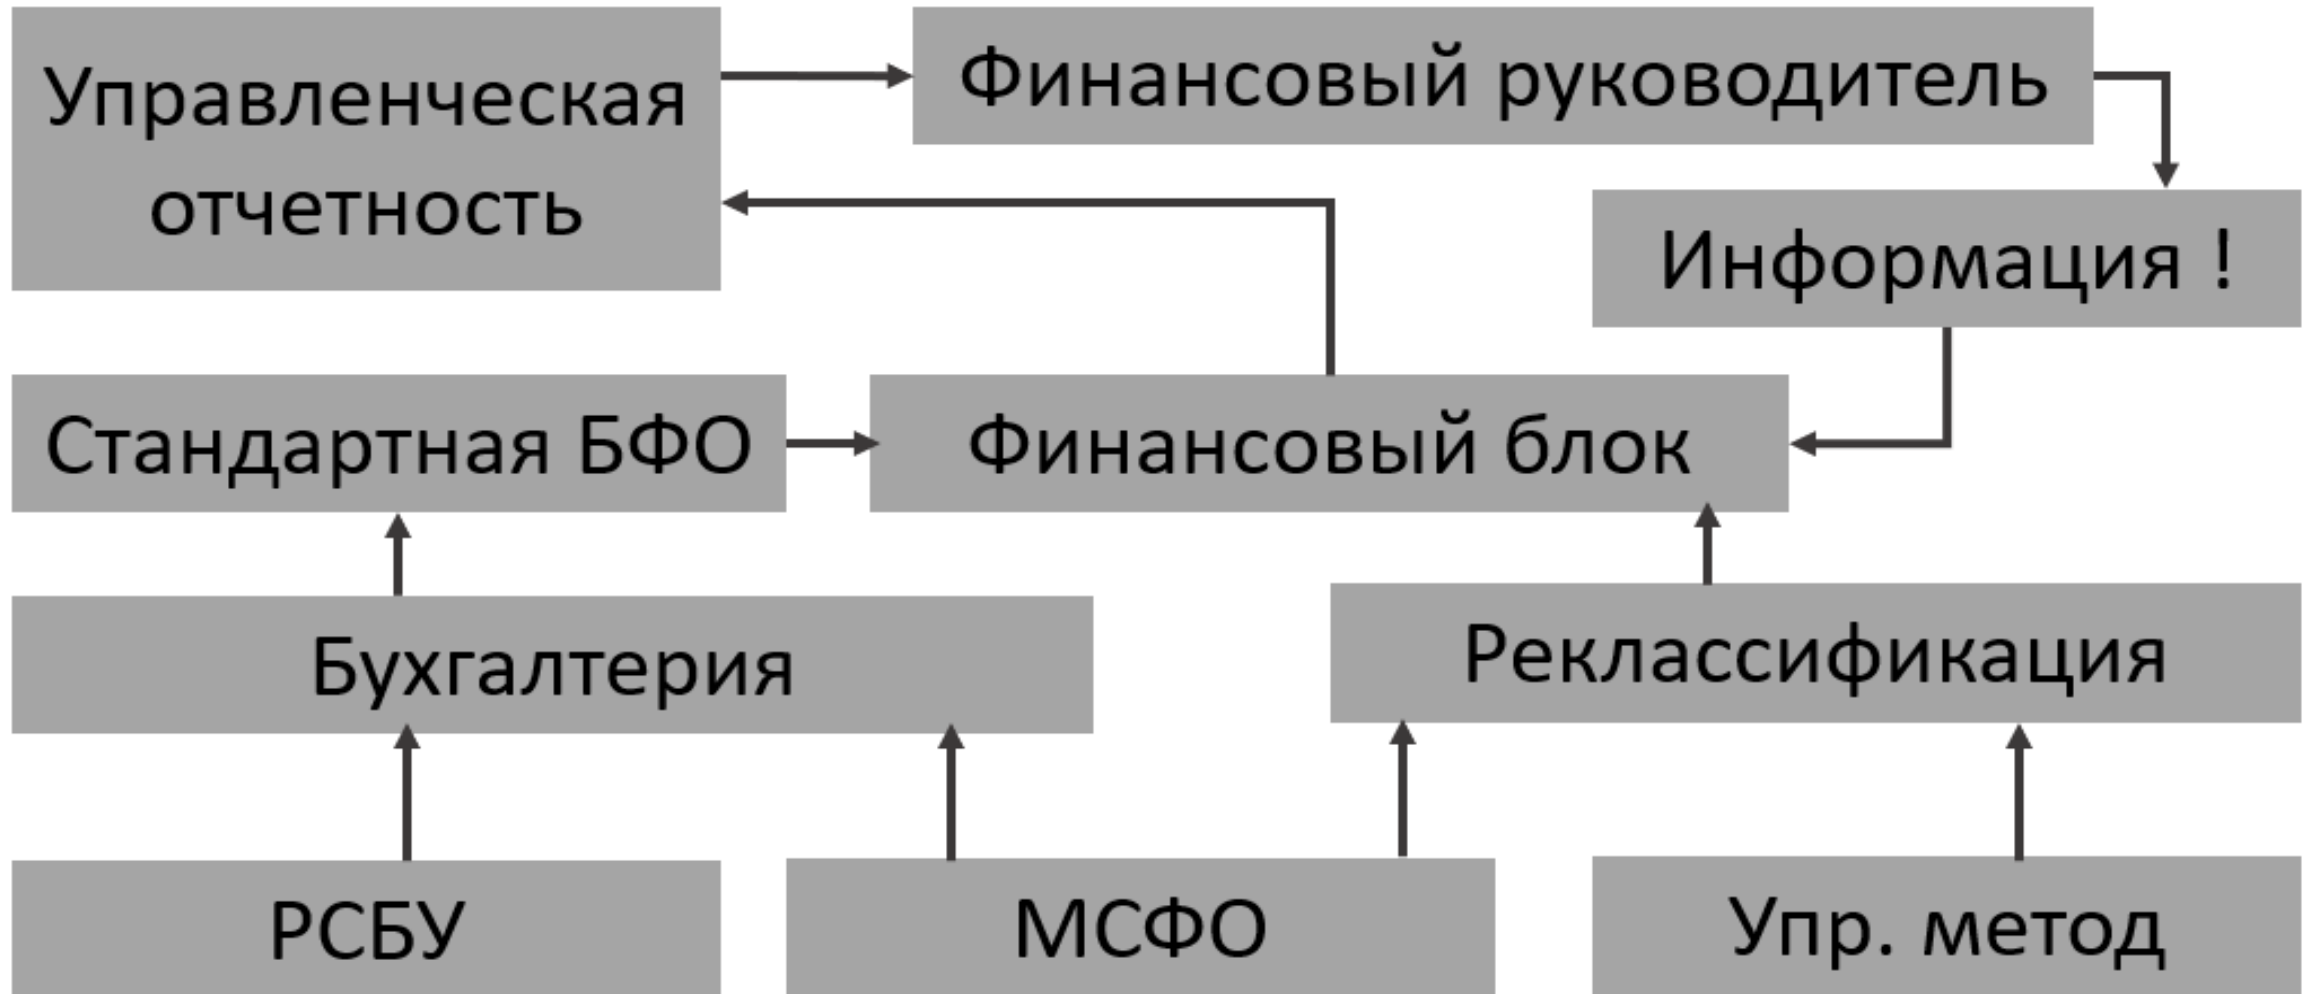 Управленческая
отчетность
Финансовый руководитель
Информация !
Стандартная БФО
Финансовый блок
Бухгалтерия
Реклассификация
РСБУ
МСФО
Упр. метод